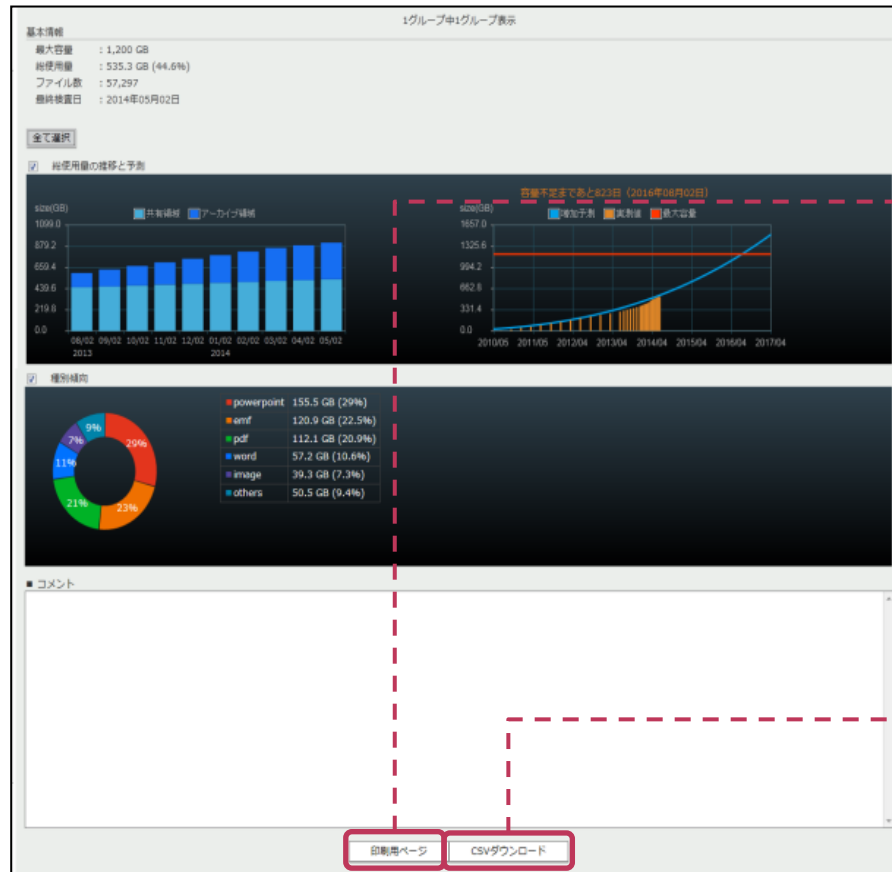 1グループ中1グループ表示
基本情報
最大容量 : 1,200 GB
総使用量 : 535.3 GB (44.6%)
ファイル数 : 57,297
最終検査日 : 2014年05月02日
全て選択
総使用量の推移と予測
容量不足まであと823日（2016年08月02日）
size(GB) 共有領域 アーカイブ領域
size(GB) 増加予測 実測値 最大容量
1099.0
879.2
659.4
439.6
219.8
0.0
08/02 09/02 10/02 11/02 12/02 01/02 02/02 03/02 04/02 05/02
2013 2014
1657.0
1325.6
994.2
662.8
331.4
0.0
2010/05 2011/05 2012/04 2013/04 2014/04 2015/04 2016/04 2017/04
種別傾向
29%
23%
21%
11%
7%
9%
powerpoint 155.5 GB (29%)
emf 120.9 GB (22.5%)
pdf 112.1 GB (20.9%)
word 57.2 GB (10.6%)
image 39.3 GB (7.3%)
others 50.5 GB (9.4%)
■ コメント
印刷用ページ CSVダウンロード